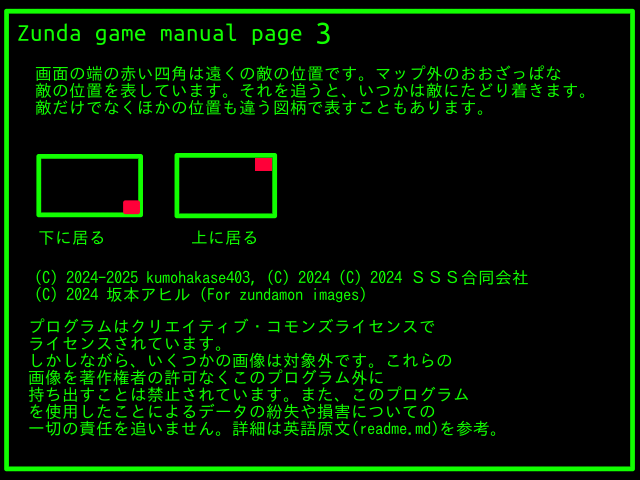 Zunda game manual page 3
画面の端の赤い四角は遠くの敵の位置です。マップ外のおおざっぱな
敵の位置を表しています。それを追うと、いつかは敵にたどり着きます。
敵だけでなくほかの位置も違う図柄で表すこともあります。
下に居る
上に居る
(C) 2024-2025 kumohakase403, (C) 2024 (C) 2024 ＳＳＳ合同会社
(C) 2024 坂本アヒル (For zundamon images)
プログラムはクリエイティブ・コモンズライセンスで
ライセンスされています。
しかしながら、いくつかの画像は対象外です。これらの
画像を著作権者の許可なくこのプログラム外に
持ち出すことは禁止されています。また、このプログラム
を使用したことによるデータの紛失や損害についての
一切の責任を追いません。詳細は英語原文(readme.md)を参考。